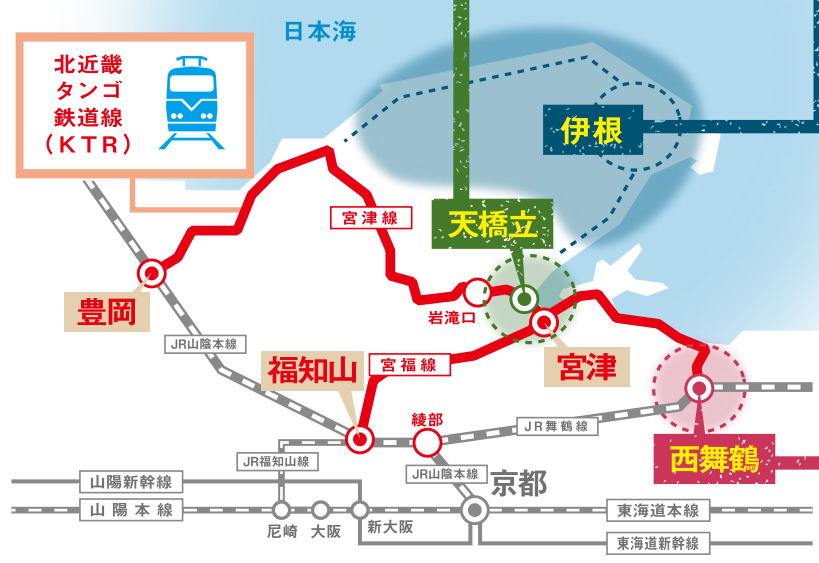 日本海
北近畿
タンゴ
鉄道線
（ＫＴＲ）
伊根
宮津線
天橋立
豊岡
岩滝口
JR山陰本線
福知山
宮福線
宮津
綾部
JR舞鶴線
西舞鶴
JR福知山線
JR山陰本線
京都
山陽新幹線
山陽本線
尼崎
大阪
新大阪
東海道本線
東海道新幹線